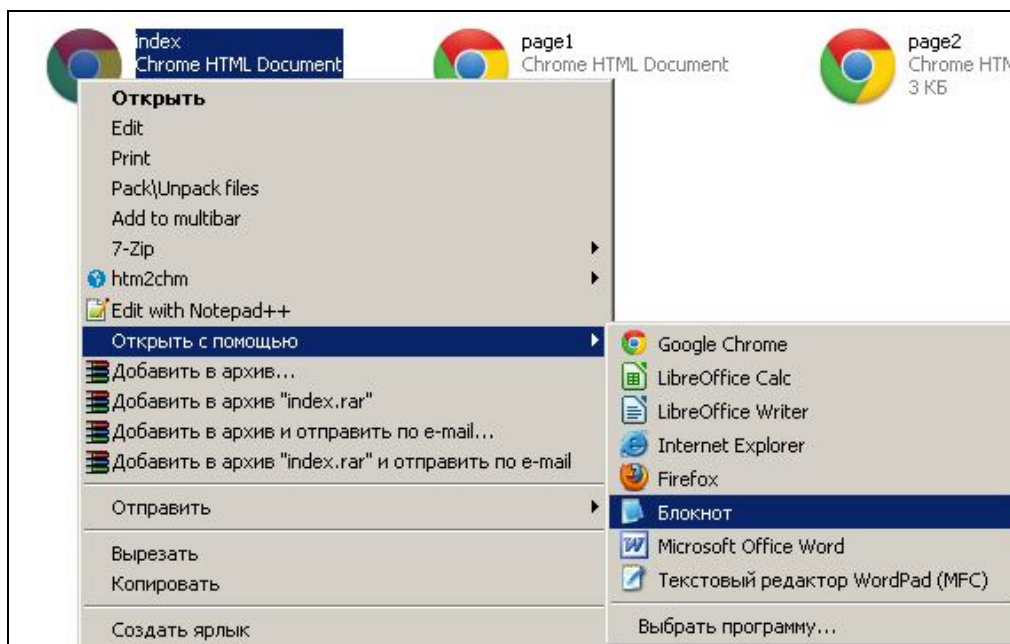 index
Chrome HTML Document
page1
Chrome HTML Document
page2
Chrome HTM
3 КБ
Открыть
Edit
Print
Pack\Unpack files
Add to multibar
7-Zip
htm2chm
Edit with Notepad++
Открыть с помощью
Добавить в архив...
Добавить в архив "index.rar"
Добавить в архив и отправить по e-mail...
Добавить в архив "index.rar" и отправить по e-mail
Отправить
Вырезать
Копировать
Создать ярлык
Google Chrome
LibreOffice Calc
LibreOffice Writer
Internet Explorer
Firefox
Блокнот
Microsoft Office Word
Текстовый редактор WordPad (MFC)
Выбрать программу...